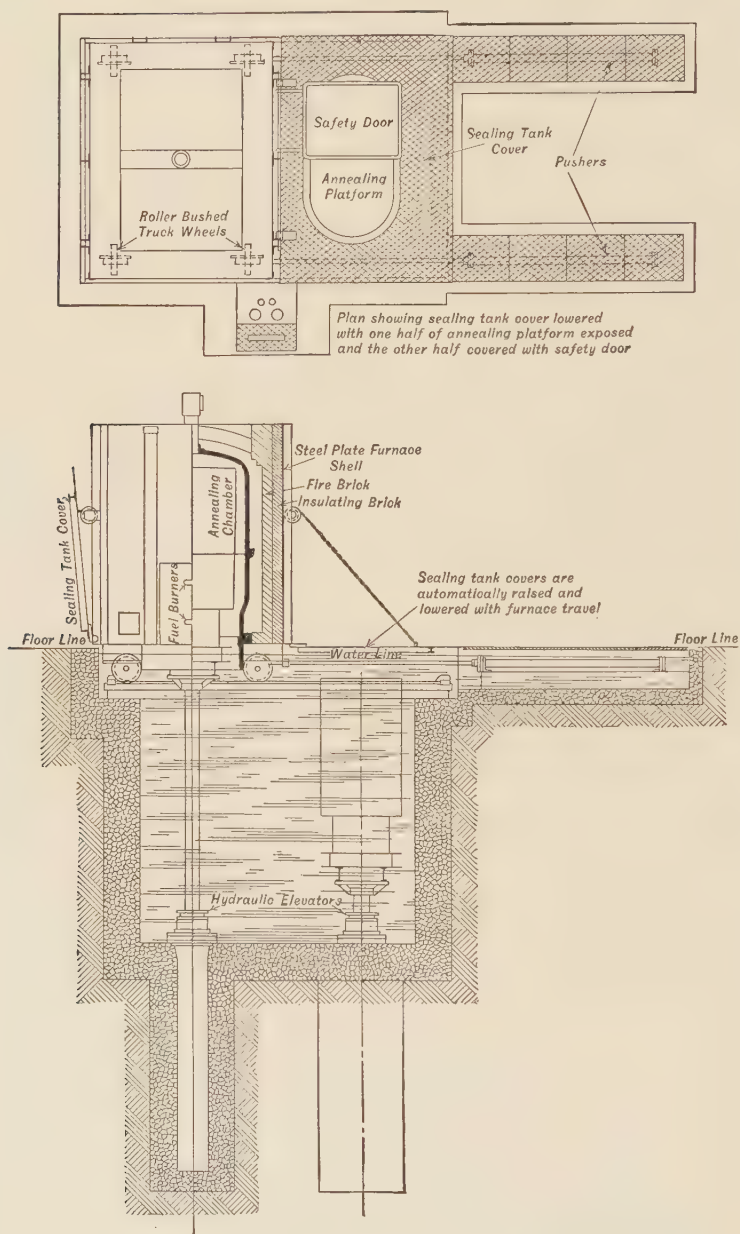 Safety Door
Sealing Tank
Cover
Pushers
Annealing
Platform
Roller Bushed
Truck Wheels
Plan showing sealing tank cover lowered
with one half of annealing platform exposed
and the other half covered with safety door
Steel Plate Furnace
Shell
Fire Brick
Insulating Brick
Annealing
Chamber
Sealing Tank Cover
Fuel Burners
Sealing tank covers are
automatically raised and
lowered with furnace travel
Floor Line
Water Line
Floor Line
Hydraulic Elevators